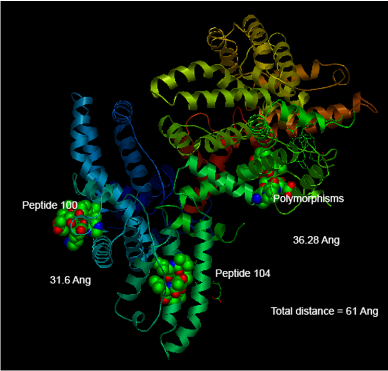 Polymorphisms
Peptide 100
36.28 Ang
Peptide 104
31.6 Ang
Total distance = 61 Ang